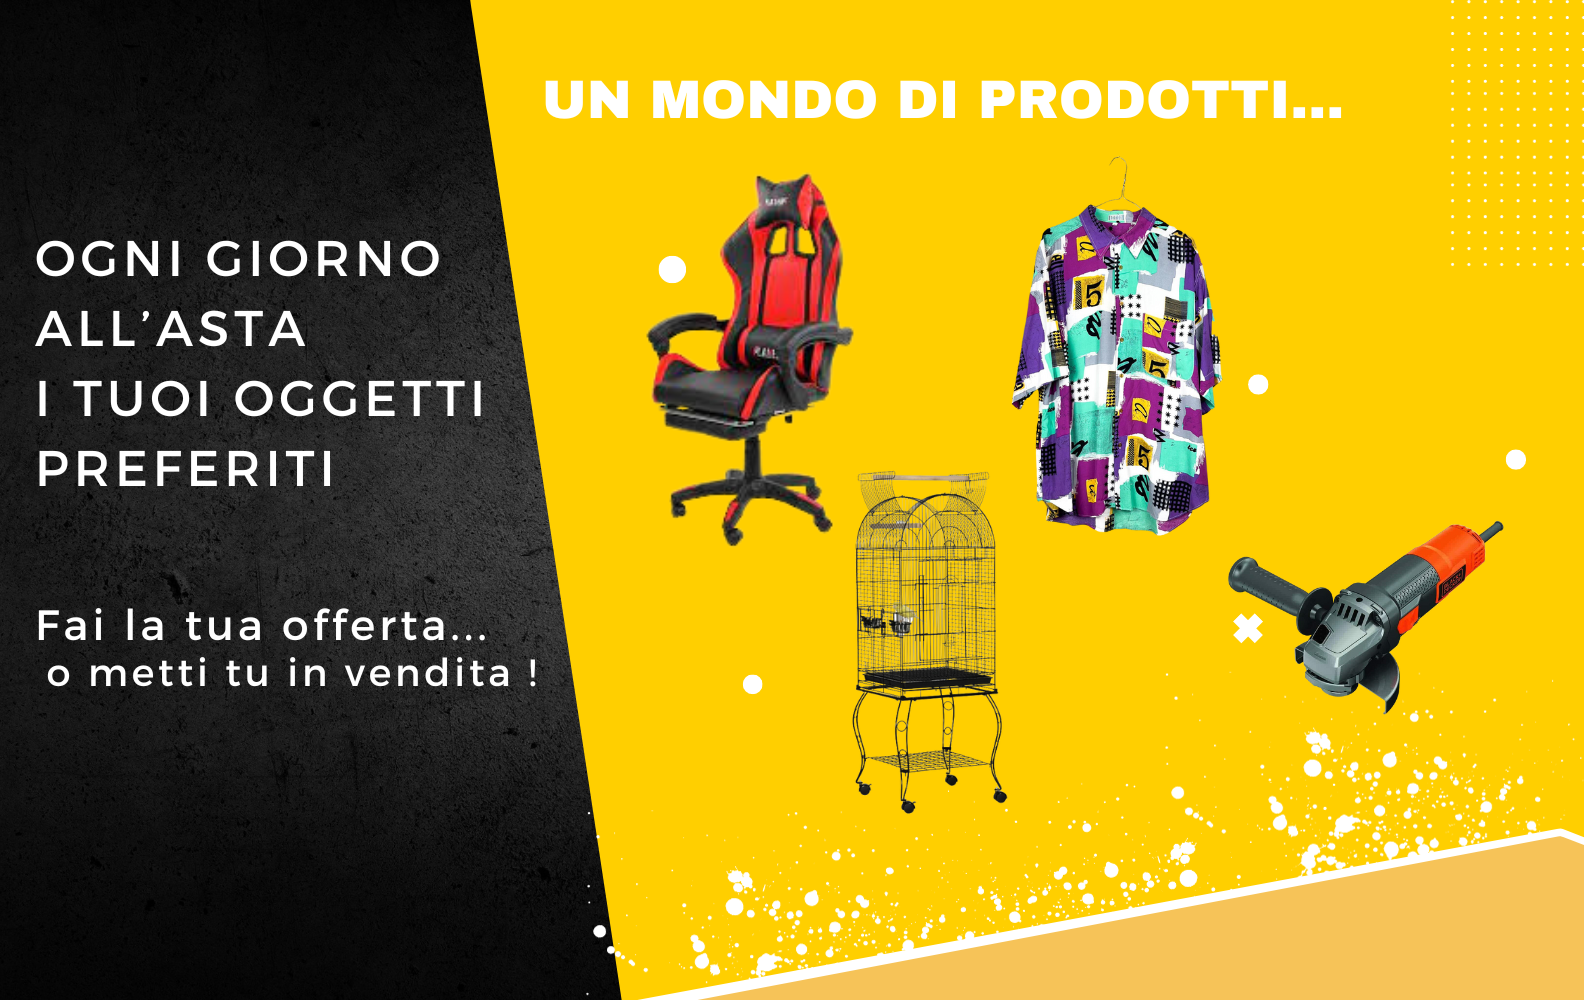 UN MONDO DI PRODOTTI...
OGNI GIORNO
ALL’ASTA
I TUOI OGGETTI
PREFERITI
Fai la tua offerta...
o metti tu in vendita !